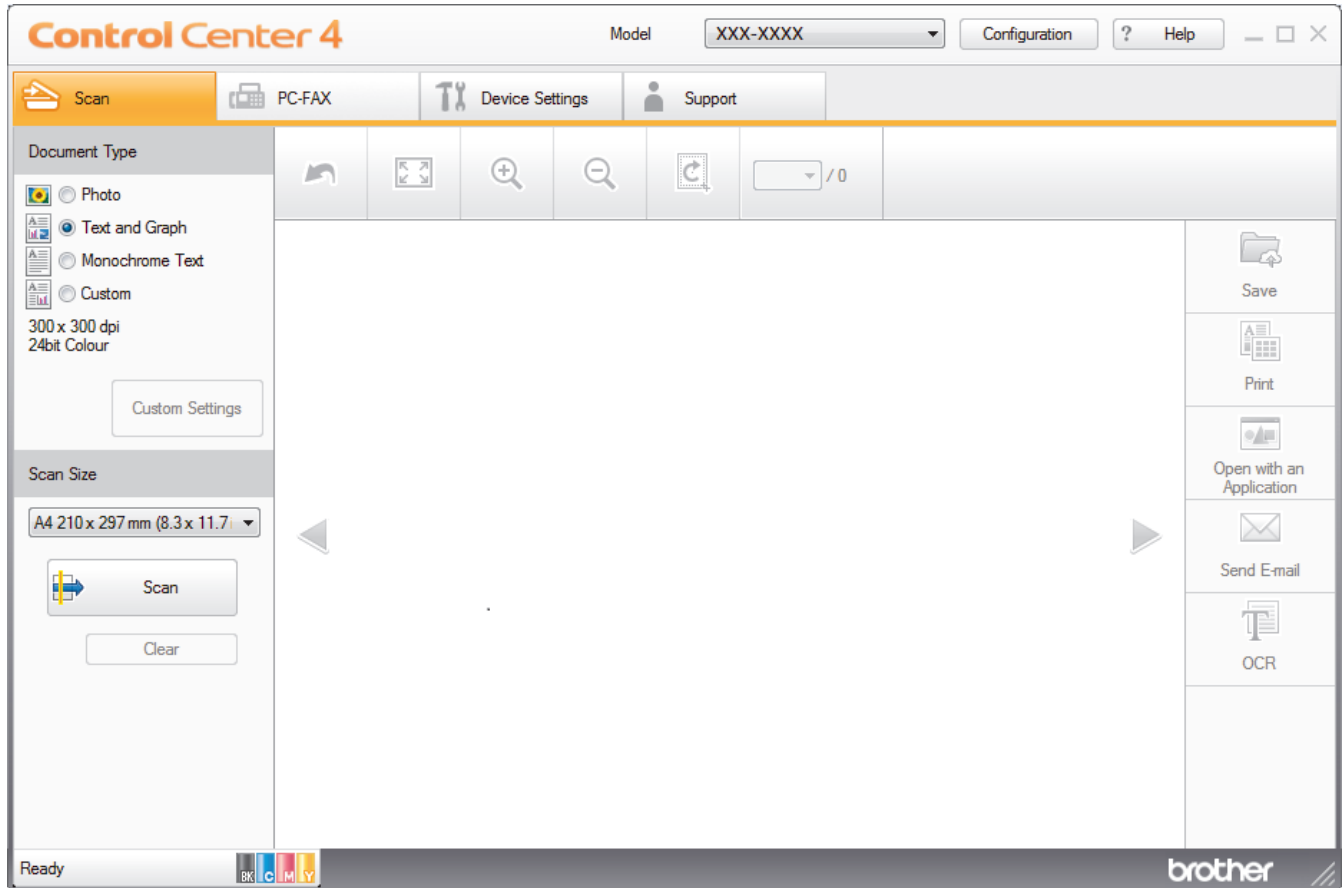 Control Center 4
Model
XXX-XXXX
Configuration
? Help
Scan
PC-FAX
Device Settings
Support
Document Type
Photo
Text and Graph
Monochrome Text
Custom
300 x 300 dpi
24bit Colour
Custom Settings
/ 0
Scan Size
A4 210 x 297 mm (8.3 x 11.7
Scan
Clear
Save
Print
Open with an
Application
Send E-mail
OCR
Ready
BK C M Y
brother